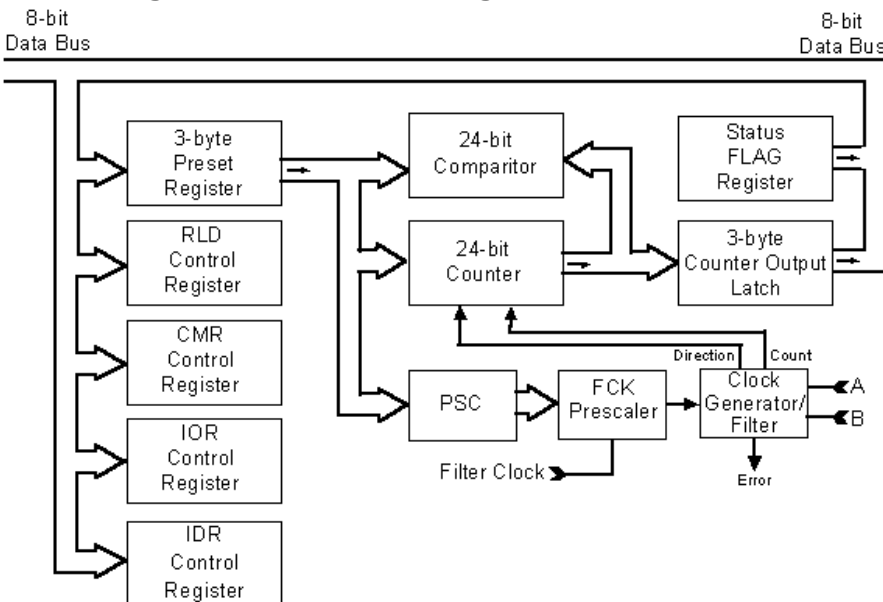 8-bit
Data Bus
8-bit
Data Bus
3-byte
Preset
Register
24-bit
Comparitor
Status
FLAG
Register
RLD
Control
Register
24-bit
Counter
3-byte
Counter Output
Latch
CMR
Control
Register
Direction
Count
PSC
FCK
Prescaler
Clock
Generator/
Filter
A
B
IOR
Control
Register
Filter Clock
Error
IDR
Control
Register